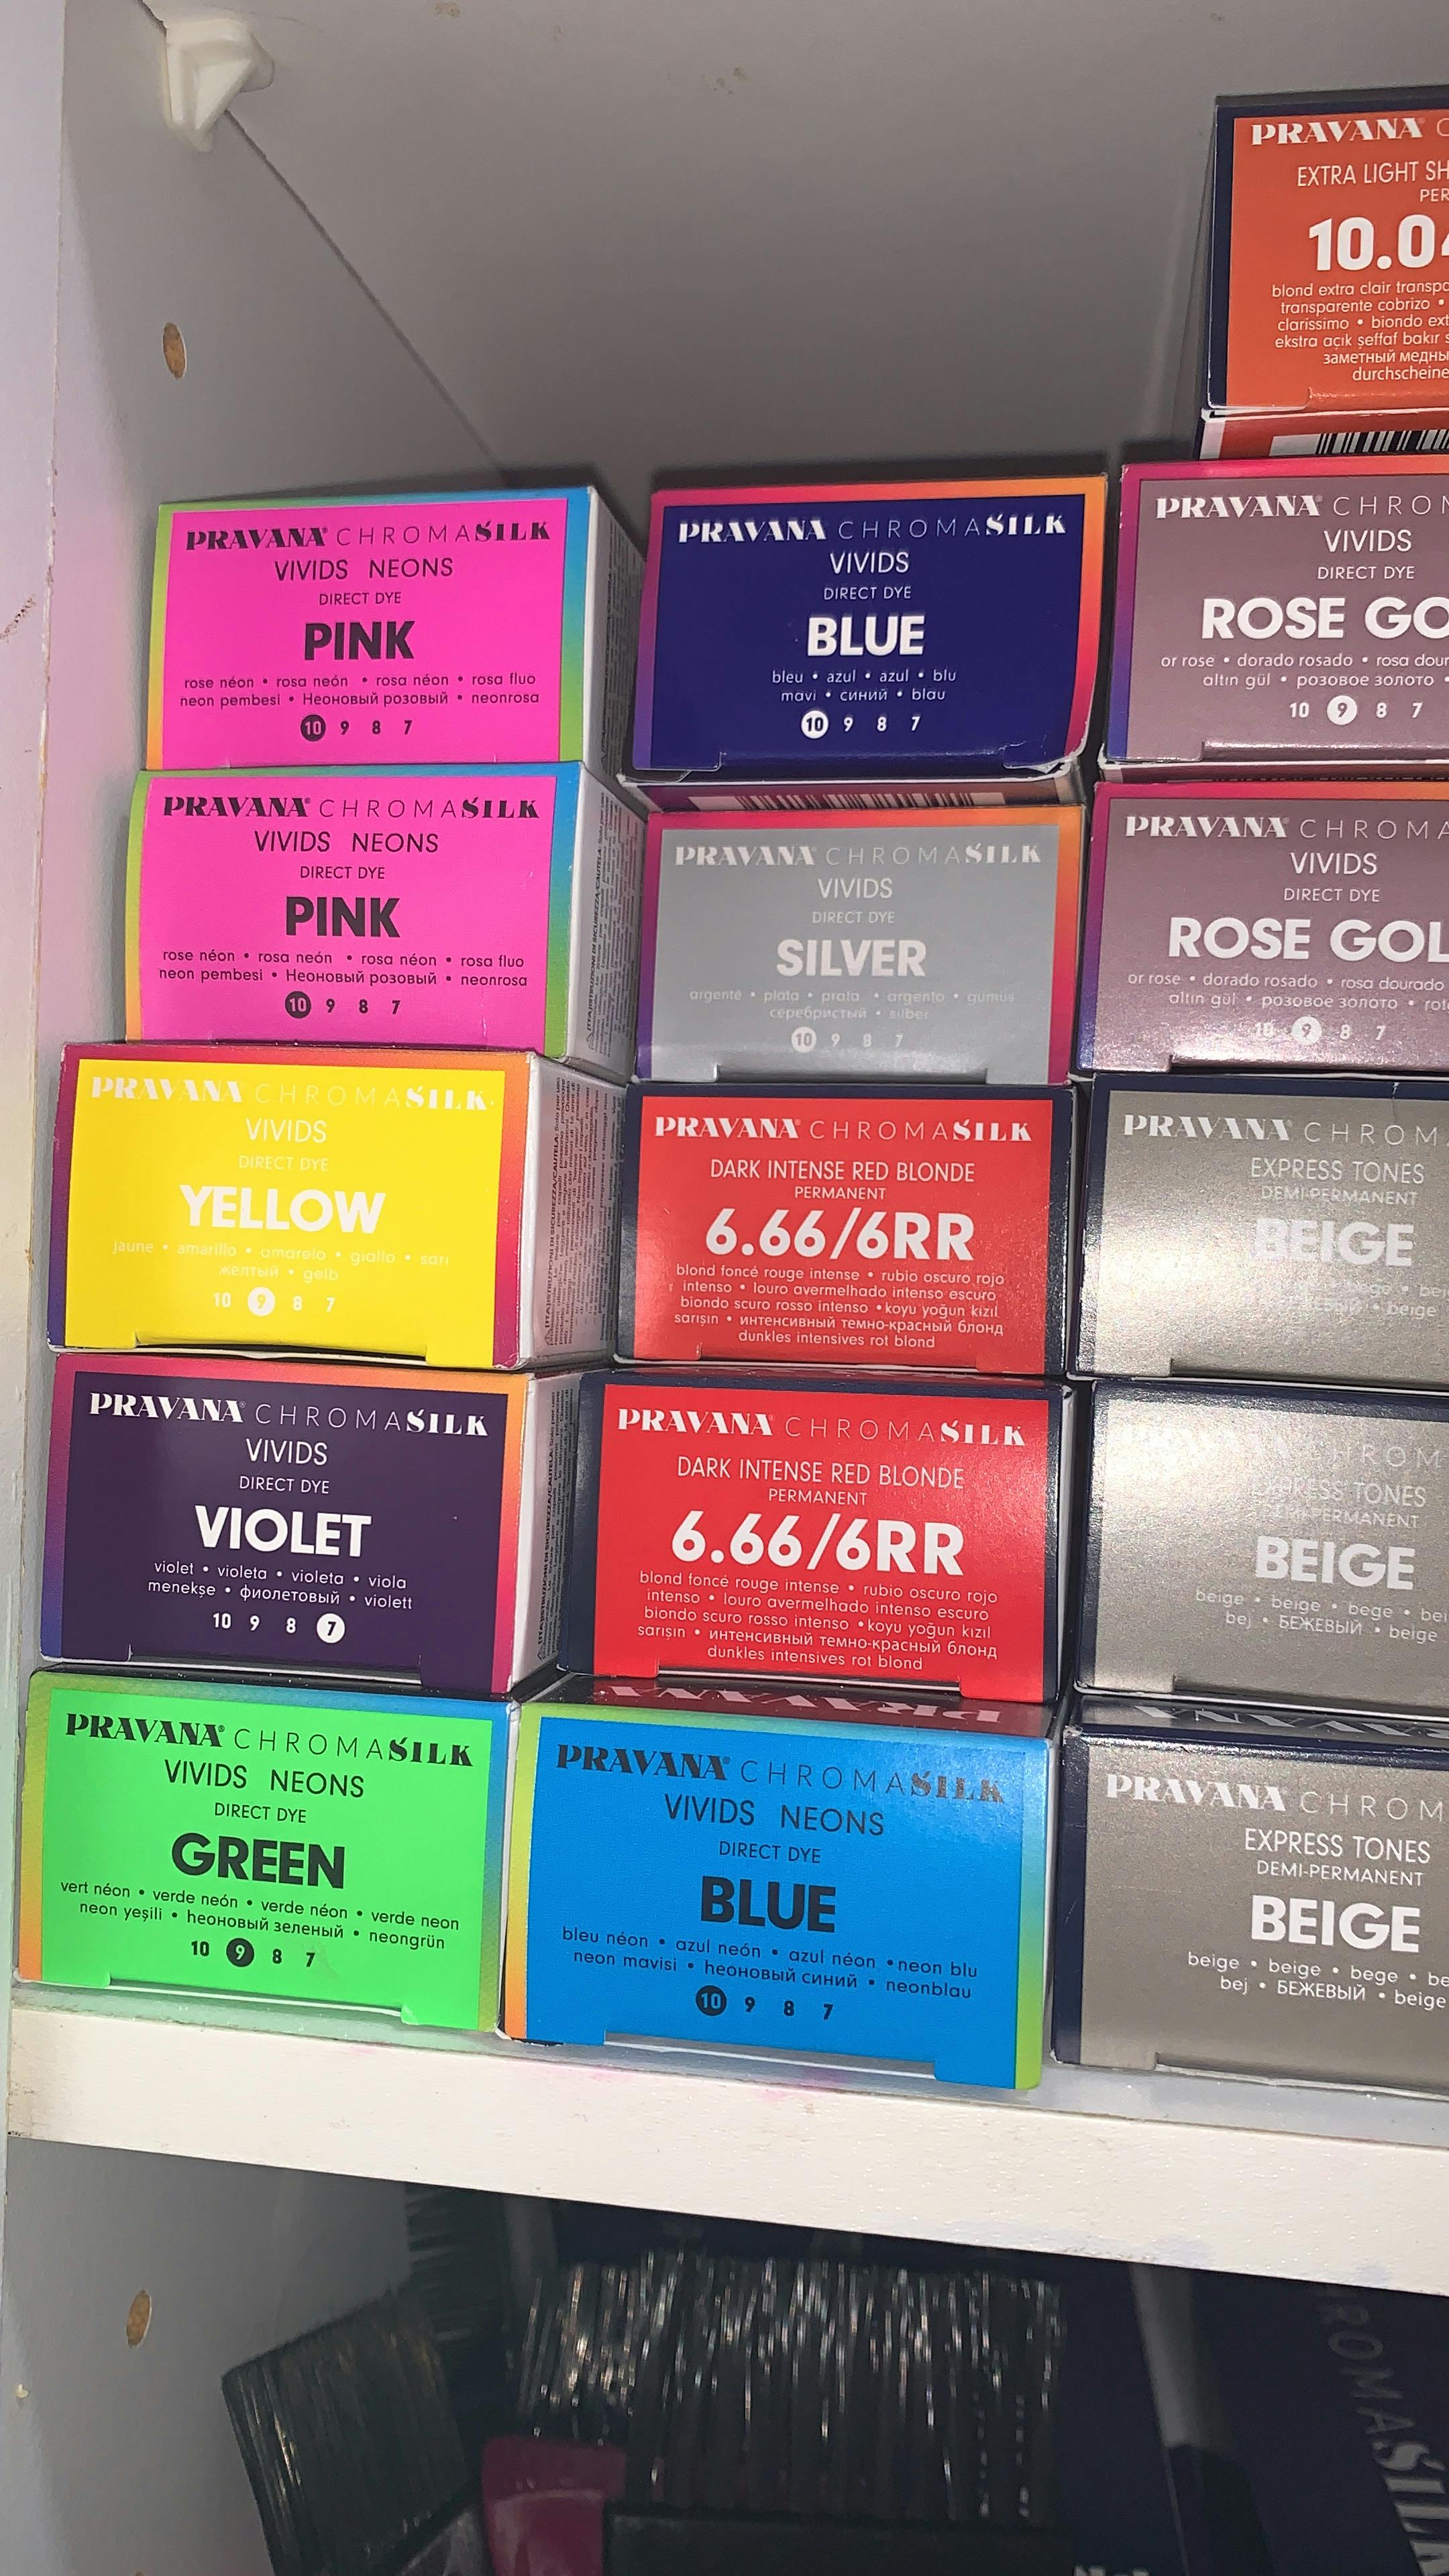 PRAVANA CHROMASILK
VIVIDS NEONS
DIRECT DYE
PINK
rose néon • rosa neón • rosa néon • rosa fluo
neon pembesi • Неоновый розовый • neonrosa
10 9 8 7
PRAVANA CHROMASILK
VIVIDS NEONS
DIRECT DYE
PINK
rose néon • rosa neón • rosa néon • rosa fluo
neon pembesi • Неоновый розовый • neonrosa
10 9 8 7
PRAVANA CHROMASILK
VIVIDS
DIRECT DYE
YELLOW
jaune • amarillo • amarelo • giallo • sarı
желтый • gelb
10 9 8 7
PRAVANA CHROMASILK
VIVIDS
DIRECT DYE
VIOLET
violet • violeta • violeta • viola
menekşe • фиолетовый • violett
10 9 8 7
PRAVANA CHROMASILK
VIVIDS NEONS
DIRECT DYE
GREEN
vert néon • verde neón • verde néon • verde neon
neon yeşili • неоновый зеленый • neongrün
10 9 8 7
PRAVANA CHROMASILK
VIVIDS
DIRECT DYE
BLUE
bleu • azul • azul • blu
mavi • синий • blau
10 9 8 7
PRAVANA CHROMASILK
VIVIDS
DIRECT DYE
SILVER
argenté • plata • prata • argento • gümüş
серебристый • silber
10 9 8 7
PRAVANA CHROMASILK
DARK INTENSE RED BLONDE
PERMANENT
6.66/6RR
blond foncé rouge intense • rubio oscuro rojo
intenso • louro avermelhado intenso escuro
biondo scuro rosso intenso • koyu yoğun kızıl
sarışın • интенсивный темно-красный блонд
dunkles intensives rot blond
PRAVANA CHROMASILK
DARK INTENSE RED BLONDE
PERMANENT
6.66/6RR
blond foncé rouge intense • rubio oscuro rojo
intenso • louro avermelhado intenso escuro
biondo scuro rosso intenso • koyu yoğun kızıl
sarışın • интенсивный темно-красный блонд
dunkles intensives rot blond
PRAVANA
PRAVANA CHROMASILK
VIVIDS NEONS
DIRECT DYE
BLUE
bleu néon • azul neón • azul néon • neon blu
neon mavisi • неоновый синий • neonblau
10 9 8 7
PRAVANA C
EXTRA LIGHT SH
PER
10.04
blond extra clair transpa
transparente cobrizo •
clarissimo • biondo ext
ekstra açık şeffaf bakır s
заметный медны
durchscheine
PRAVANA CHROM
VIVIDS
DIRECT DYE
ROSE GO
or rose • dorado rosado • rosa dour
altın gül • розовое золото •
10 9 8 7
PRAVANA CHROMA
VIVIDS
DIRECT DYE
ROSE GOL
or rose • dorado rosado • rosa dourado
altın gül • розовое золото • rot
10 9 8 7
PRAVANA CHROM
EXPRESS TONES
DEMI-PERMANENT
BEIGE
beige
ROM
EXPRESS TONES
DEMI-PERMANENT
BEIGE
beige • beige • bege • bei
bej • БЕЖЕВЫЙ • beige
PRAVANA CHROM
EXPRESS TONES
DEMI-PERMANENT
BEIGE
beige • beige • bege • be
bej • БЕЖЕВЫЙ • beige
ROMASIL